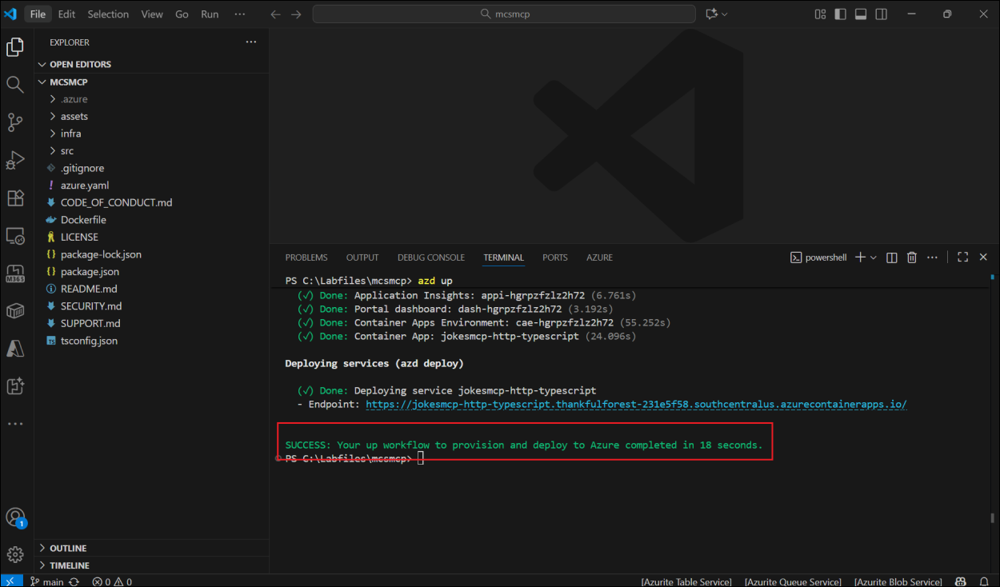 File Edit Selection View Go Run ··· mcsmcp
EXPLORER ···
OPEN EDITORS
MCSMCP
.azure
assets
infra
src
.gitignore
! azure.yaml
CODE_OF_CONDUCT.md
Dockerfile
LICENSE
{} package-lock.json
{} package.json
README.md
SECURITY.md
SUPPORT.md
TS tsconfig.json
M365
···
1
OUTLINE
TIMELINE
PROBLEMS OUTPUT DEBUG CONSOLE TERMINAL PORTS AZURE powershell ···
PS C:\Labfiles\mcsmcp> azd up
(✓) Done: Application Insights: appi-hgrpzfzlz2h72 (6.761s)
(✓) Done: Portal dashboard: dash-hgrpzfzlz2h72 (3.192s)
(✓) Done: Container Apps Environment: cae-hgrpzfzlz2h72 (55.252s)
(✓) Done: Container App: jokesmcp-http-typescript (24.096s)
Deploying services (azd deploy)
(✓) Done: Deploying service jokesmcp-http-typescript
- Endpoint: https://jokesmcp-http-typescript.thankfulforest-231e5f58.southcentralus.azurecontainerapps.io/
SUCCESS: Your up workflow to provision and deploy to Azure completed in 18 seconds.
PS C:\Labfiles\mcsmcp>
main 0 0 [Azurite Table Service] [Azurite Queue Service] [Azurite Blob Service]